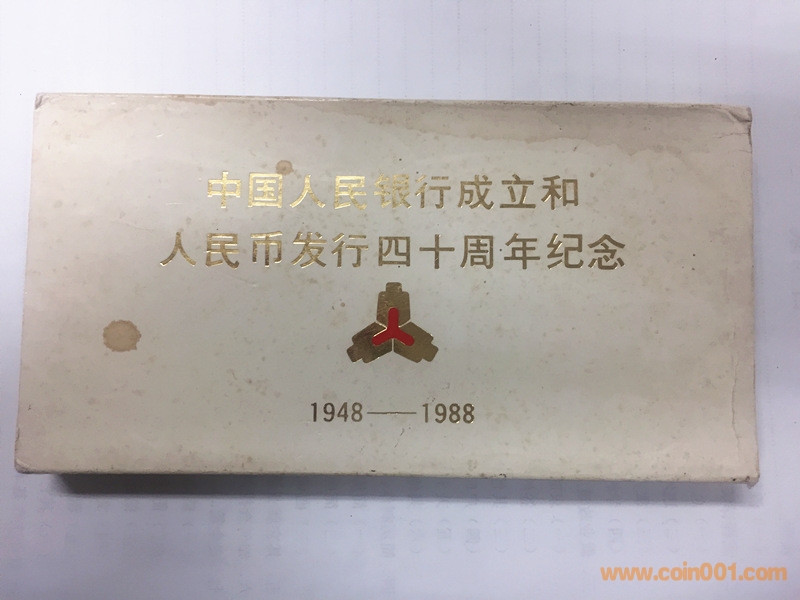 中国人民银行成立和
人民币发行四十周年纪念
1948——1988
www.coin001.com